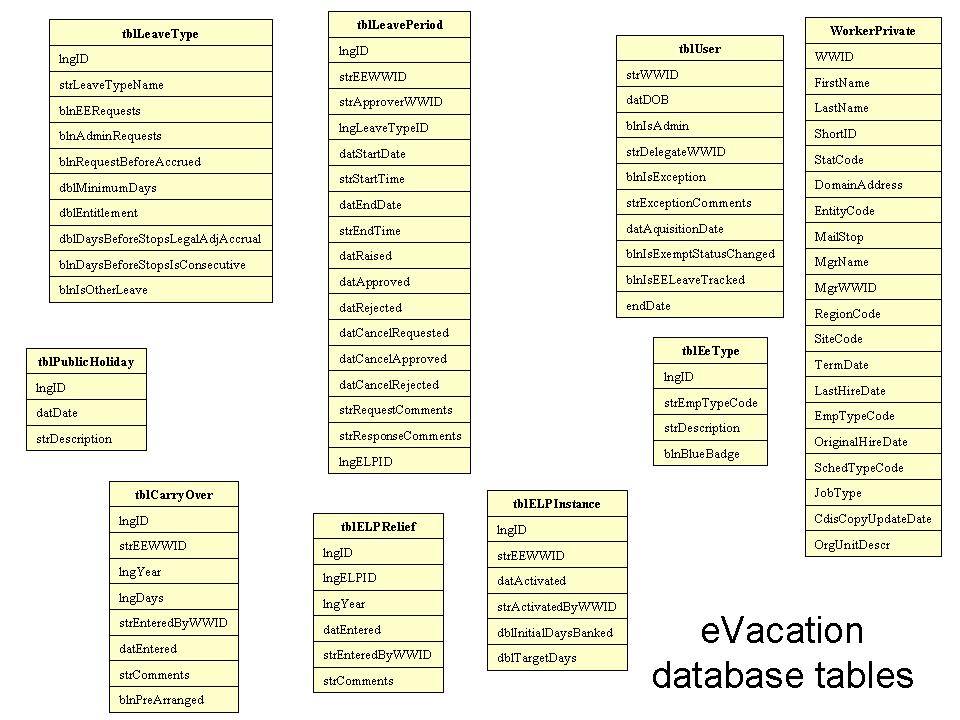 tblLeaveType
lngID
strLeaveTypeName
blnEERequests
blnAdminRequests
blnRequestBeforeAccrued
dblMinimumDays
dblEntitlement
dblDaysBeforeStopsLegalAdjAccrual
blnDaysBeforeStopsIsConsecutive
blnIsOtherLeave
tblLeavePeriod
lngID
strEEWWID
strApproverWWID
lngLeaveTypeID
datStartDate
strStartTime
datEndDate
strEndTime
datRaised
datApproved
datRejected
datCancelRequested
datCancelApproved
datCancelRejected
strRequestComments
strResponseComments
lngELPID
tblUser
strWWID
datDOB
blnIsAdmin
strDelegateWWID
blnIsException
strExceptionComments
datAquisitionDate
blnIsExemptStatusChanged
blnIsEELeaveTracked
endDate
WorkerPrivate
WWID
FirstName
LastName
ShortID
StatCode
DomainAddress
EntityCode
MailStop
MgrName
MgrWWID
RegionCode
SiteCode
TermDate
LastHireDate
EmpTypeCode
OriginalHireDate
SchedTypeCode
JobType
CdisCopyUpdateDate
OrgUnitDescr
tblPublicHoliday
lngID
datDate
strDescription
tblEeType
lngID
strEmpTypeCode
strDescription
blnBlueBadge
tblCarryOver
lngID
strEEWWID
lngYear
lngDays
strEnteredByWWID
datEntered
strComments
blnPreArranged
tblELPRelief
lngID
lngELPID
lngYear
datEntered
strEnteredByWWID
strComments
tblELPInstance
lngID
strEEWWID
datActivated
strActivatedByWWID
dblInitialDaysBanked
dblTargetDays
eVacation
database tables